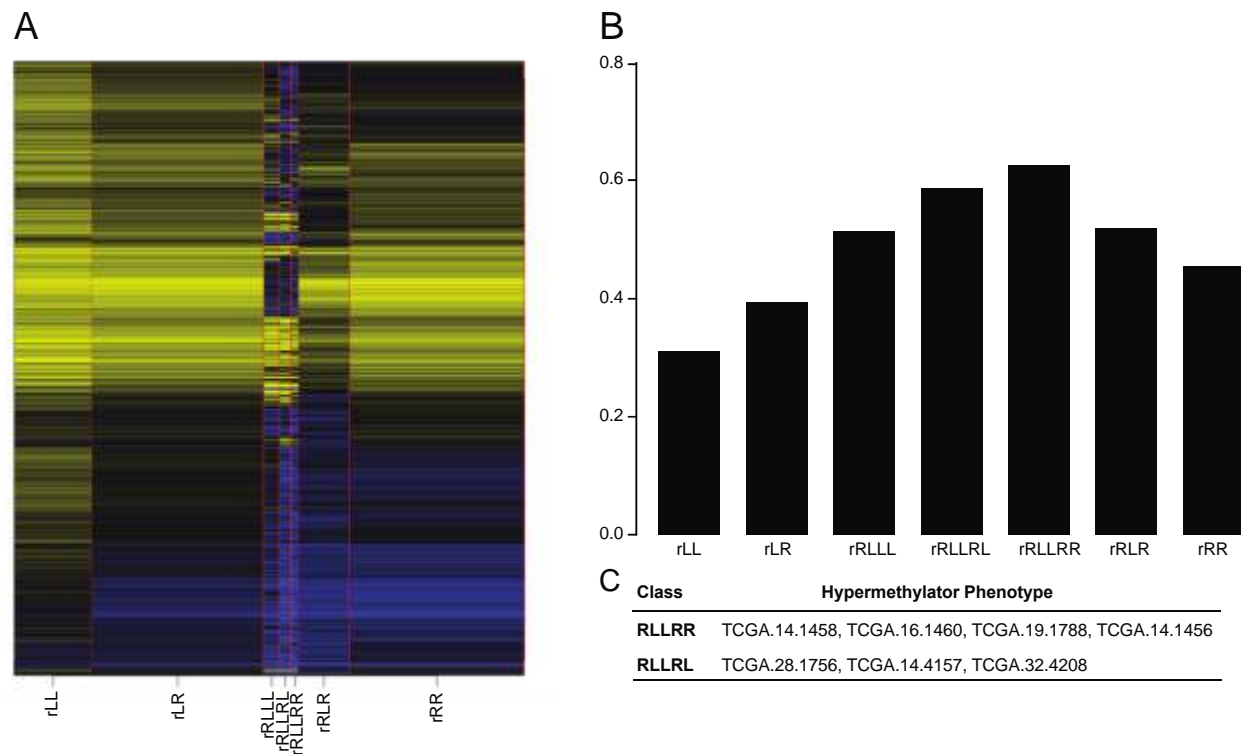 A
rLL
rLR
rRLLL
rRLLRL
rRLLRR
rRLR
rRR
B
0.8
0.6
0.4
0.2
0.0
rLL rLR rRLLL rRLLRL rRLLRR rRLR rRR
C
Class Hypermethylator Phenotype
RLLRR TCGA.14.1458, TCGA.16.1460, TCGA.19.1788, TCGA.14.1456
RLLRL TCGA.28.1756, TCGA.14.4157, TCGA.32.4208